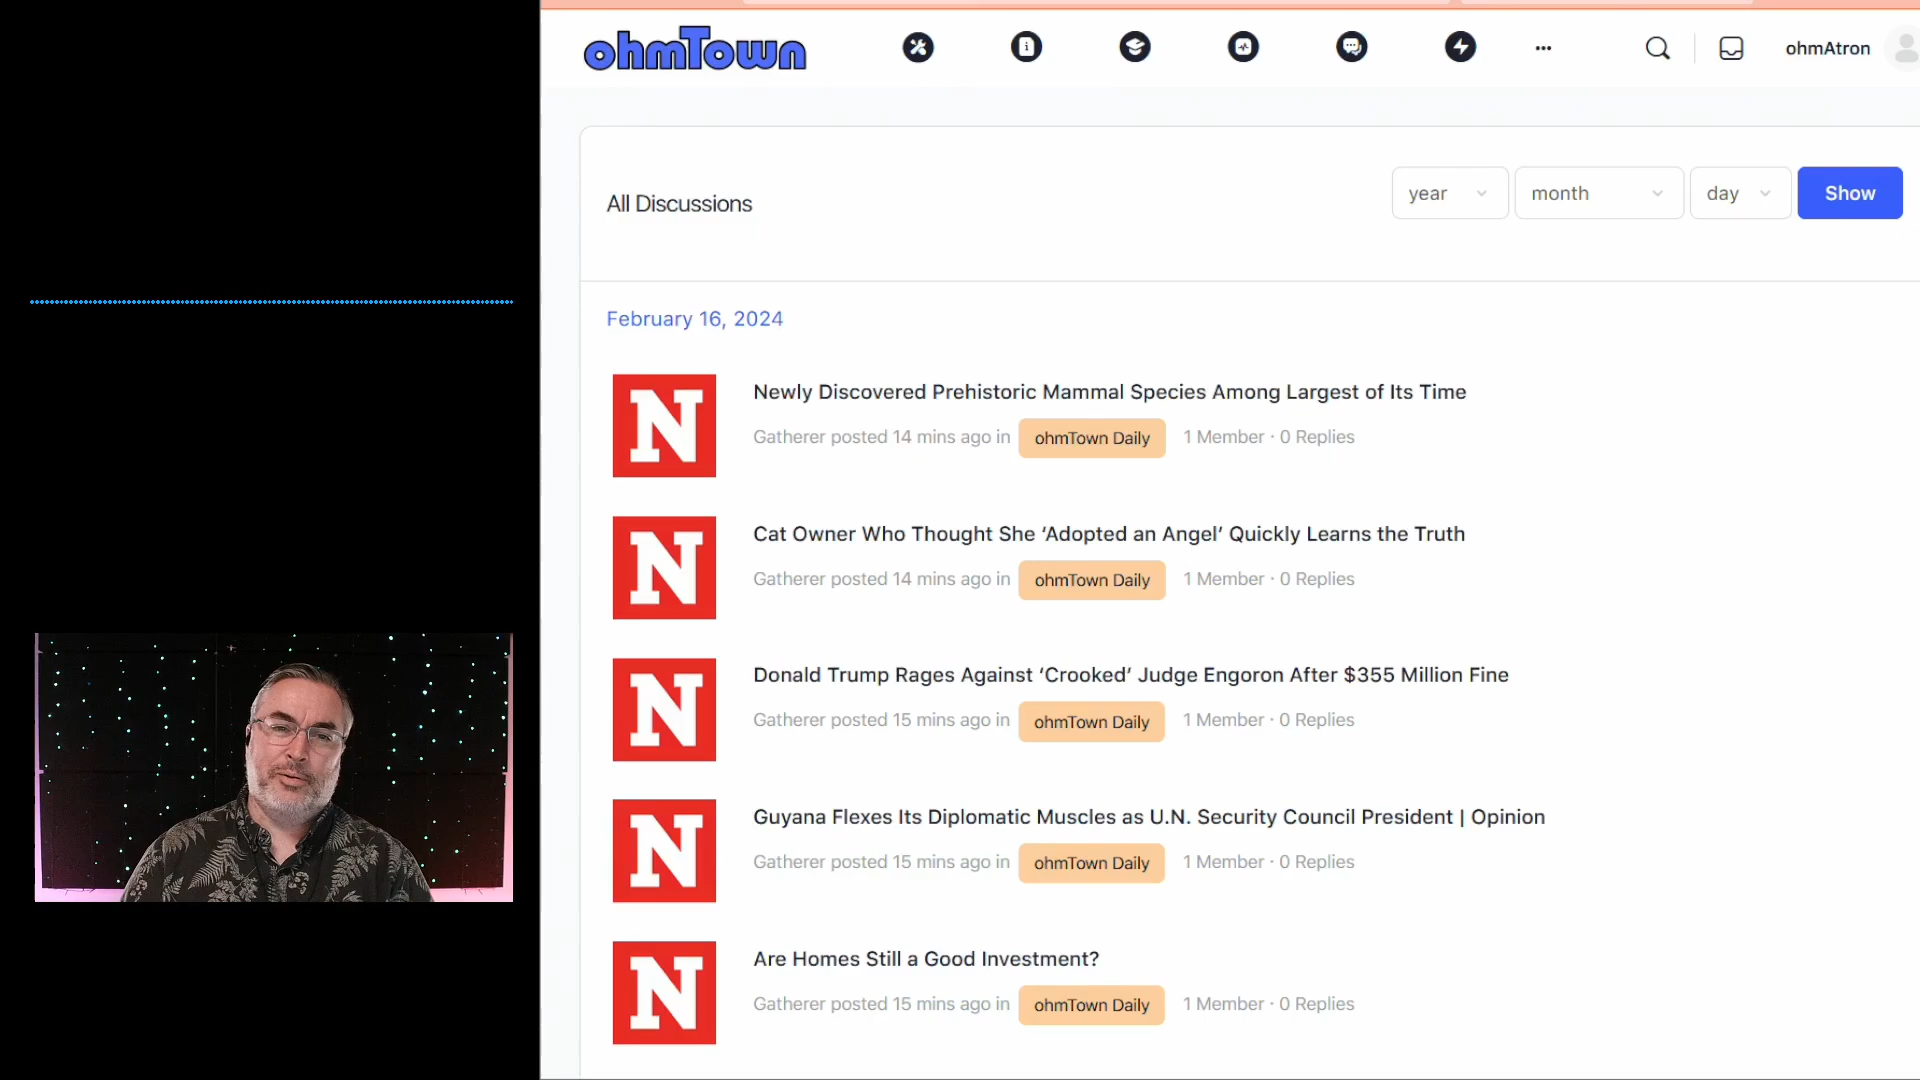 ohmTown
ohmAtron
All Discussions
year
month
day
Show
February 16, 2024
N
Newly Discovered Prehistoric Mammal Species Among Largest of Its Time
Gatherer posted 14 mins ago in ohmTown Daily 1 Member · 0 Replies
N
Cat Owner Who Thought She ‘Adopted an Angel’ Quickly Learns the Truth
Gatherer posted 14 mins ago in ohmTown Daily 1 Member · 0 Replies
N
Donald Trump Rages Against ‘Crooked’ Judge Engoron After $355 Million Fine
Gatherer posted 15 mins ago in ohmTown Daily 1 Member · 0 Replies
N
Guyana Flexes Its Diplomatic Muscles as U.N. Security Council President | Opinion
Gatherer posted 15 mins ago in ohmTown Daily 1 Member · 0 Replies
N
Are Homes Still a Good Investment?
Gatherer posted 15 mins ago in ohmTown Daily 1 Member · 0 Replies